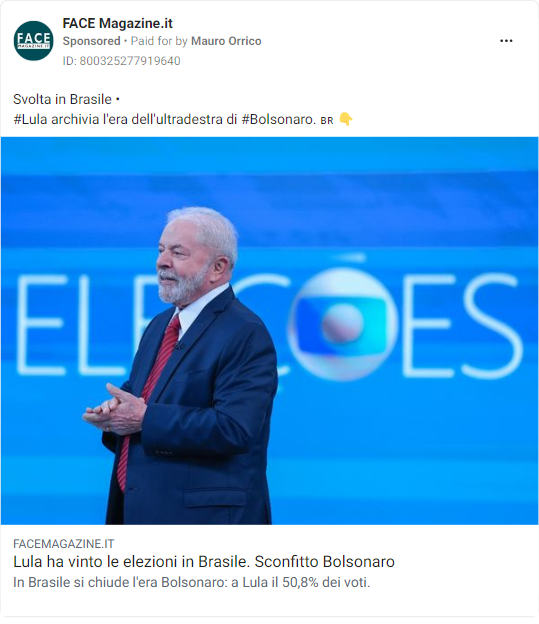 FACE
MAGAZINE.IT
FACE Magazine.it
Sponsored • Paid for by Mauro Orrico
ID: 800325277919640
Svolta in Brasile •
#Lula archivia l'era dell'ultradestra di #Bolsonaro. 🇧🇷 👇
ELEIÇÕES
FACEMAGAZINE.IT
Lula ha vinto le elezioni in Brasile. Sconfitto Bolsonaro
In Brasile si chiude l'era Bolsonaro: a Lula il 50,8% dei voti.